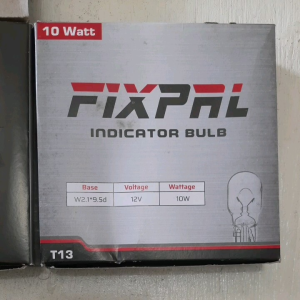 10 Watt
FIXPAL
INDICATOR BULB
Base Voltage Wattage
W2.1*9.5d 12V 10W
T13